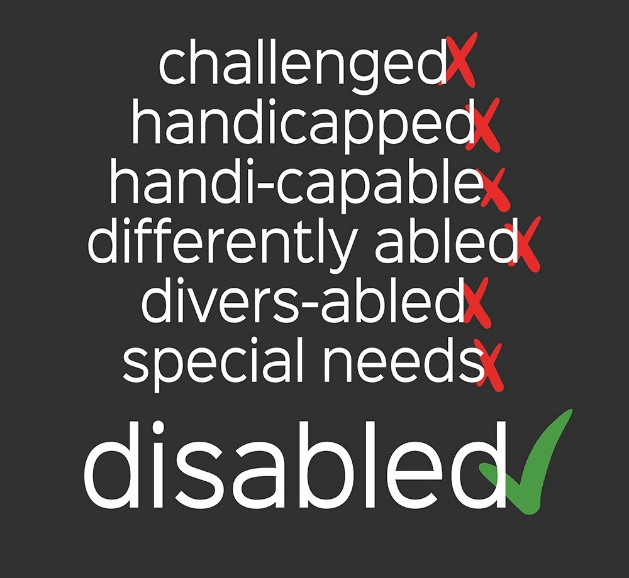 challenged
handicapped
handi-capable
differently abled
divers-abled
special needs
disabled